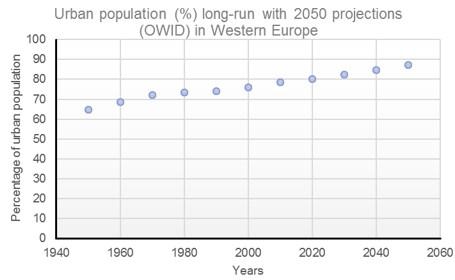 Urban population (%) long-run with 2050 projections
(OWID) in Western Europe
Percentage of urban population
100
90
80
70
60
50
40
30
20
10
0
1940 1960 1980 2000 2020 2040 2060
Years